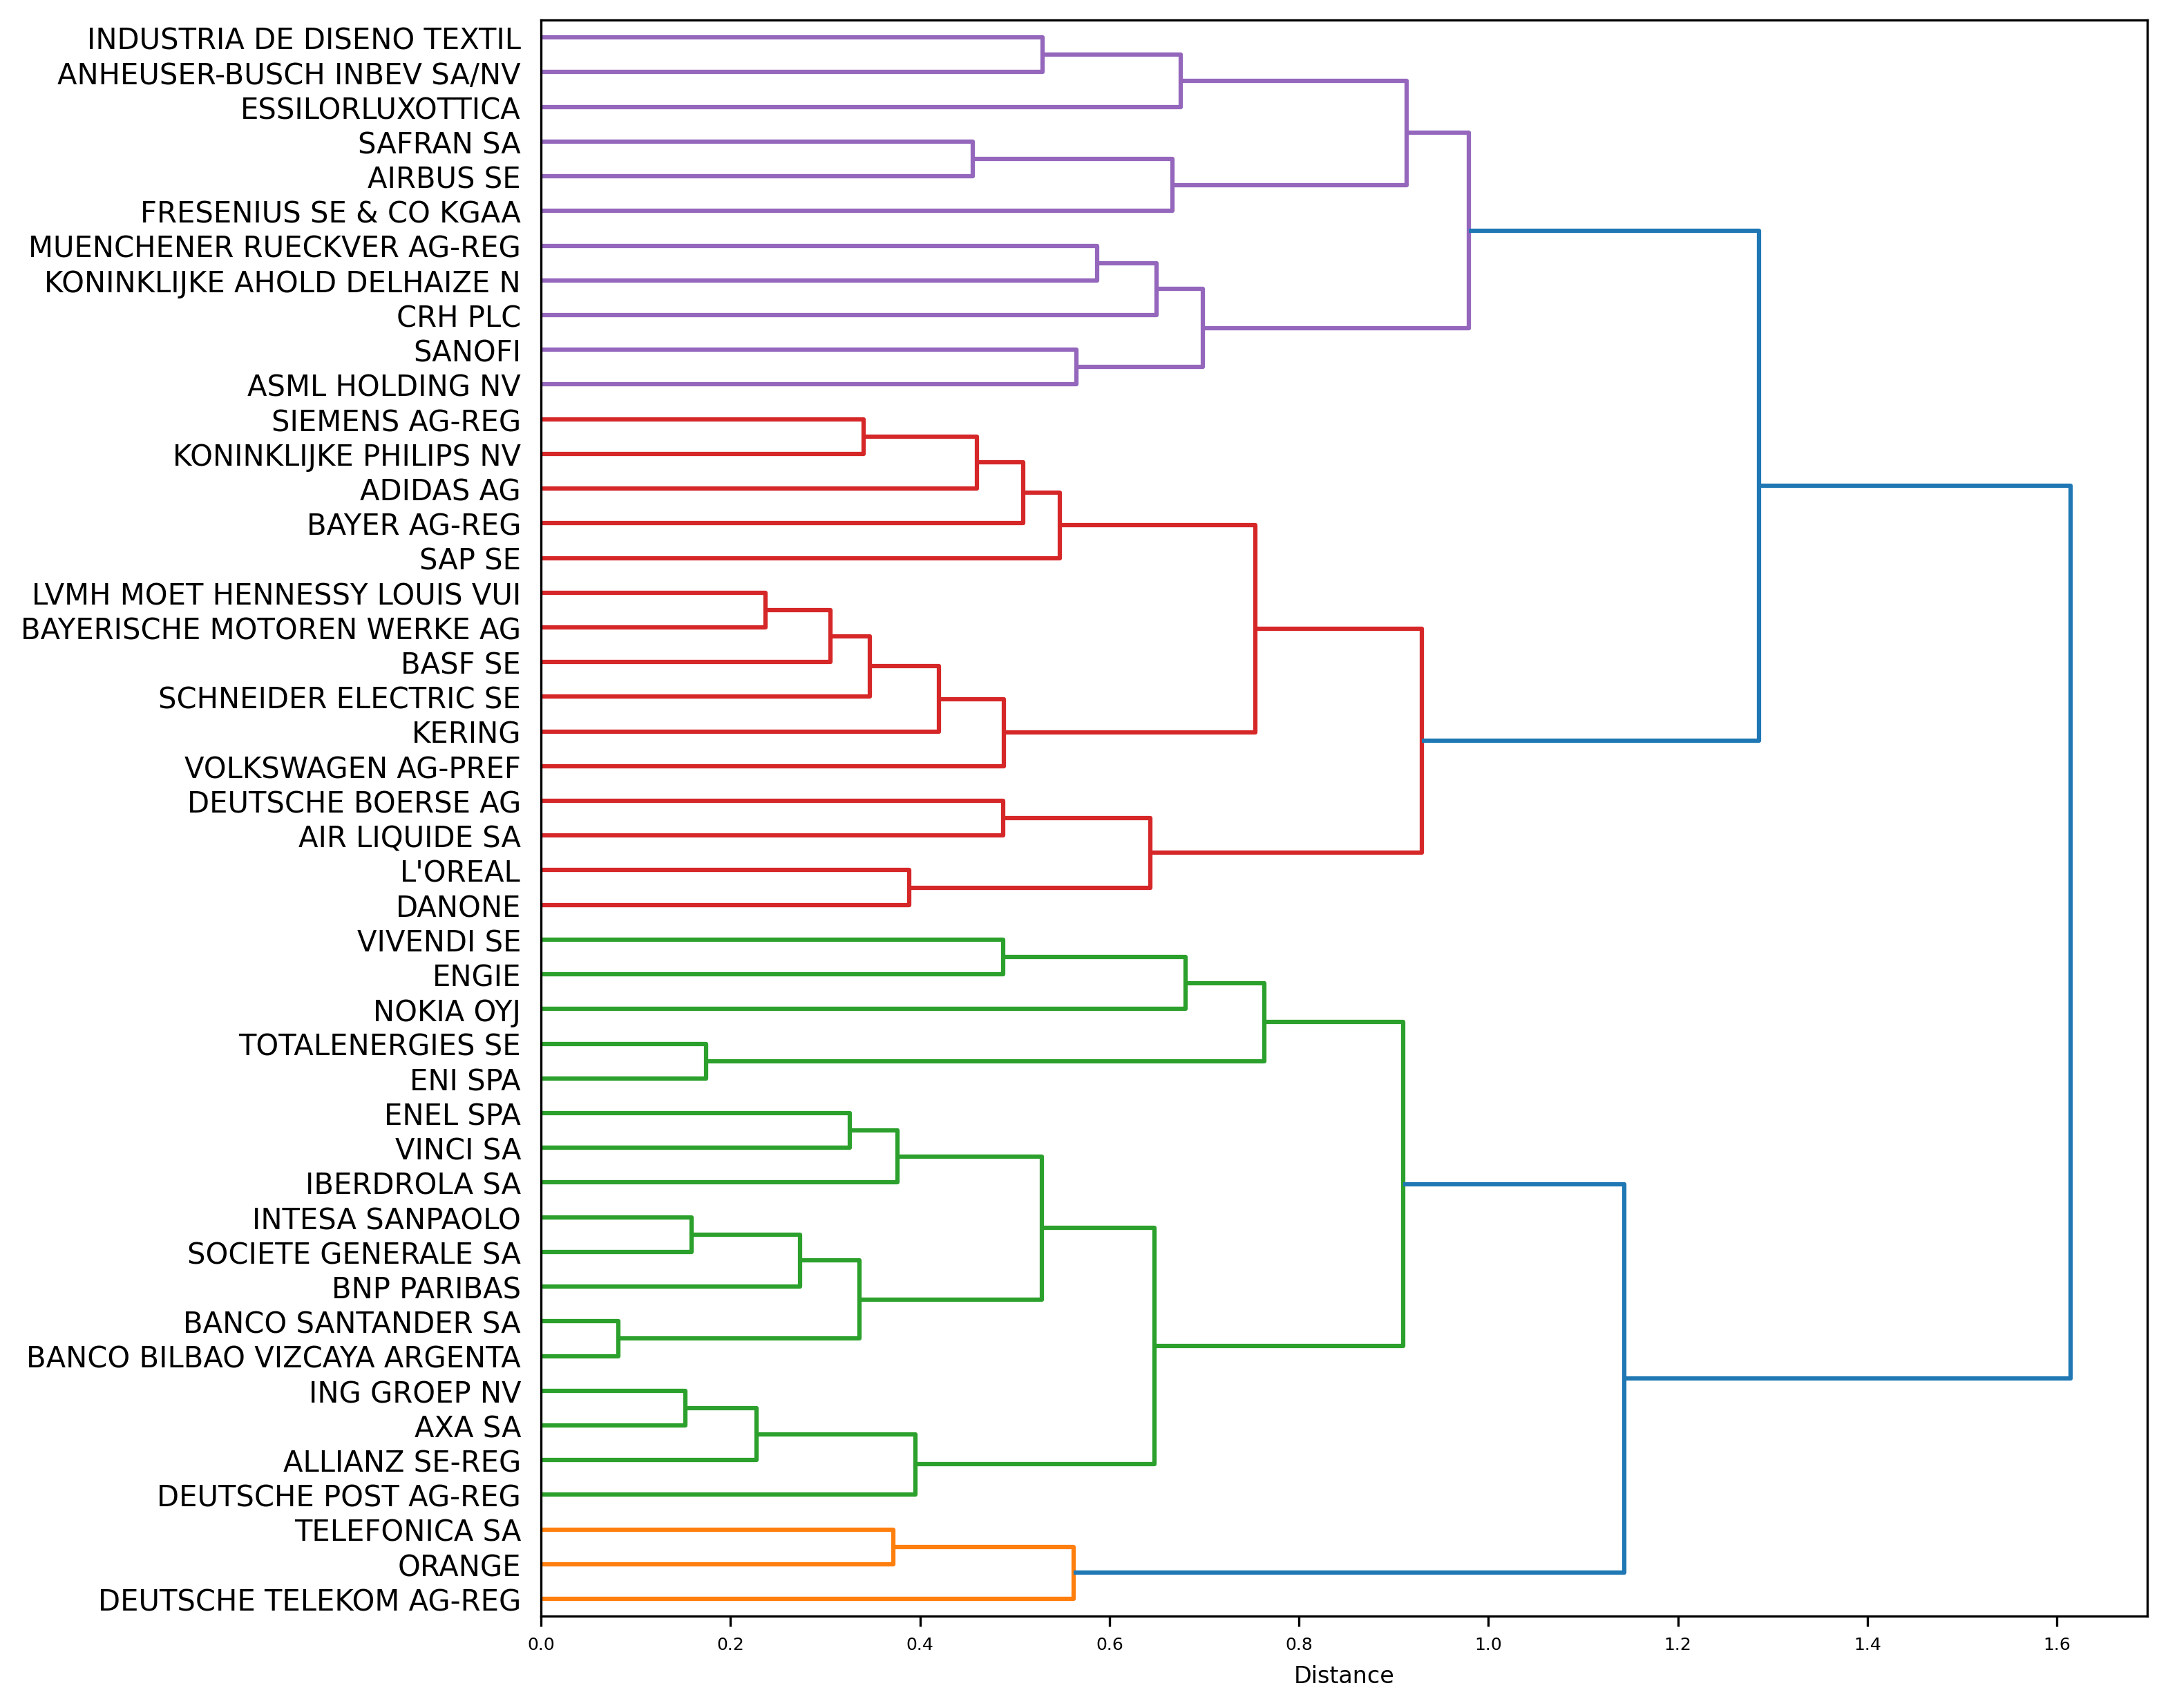 INDUSTRIA DE DISENO TEXTIL
ANHEUSER-BUSCH INBEV SA/NV
ESSILORLUXOTTICA
SAFRAN SA
AIRBUS SE
FRESENIUS SE & CO KGAA
MUENCHENER RUECKVER AG-REG
KONINKLIJKE AHOLD DELHAIZE N
CRH PLC
SANOFI
ASML HOLDING NV
SIEMENS AG-REG
KONINKLIJKE PHILIPS NV
ADIDAS AG
BAYER AG-REG
SAP SE
LVMH MOET HENNESSY LOUIS VUI
BAYERISCHE MOTOREN WERKE AG
BASF SE
SCHNEIDER ELECTRIC SE
KERING
VOLKSWAGEN AG-PREF
DEUTSCHE BOERSE AG
AIR LIQUIDE SA
L'OREAL
DANONE
VIVENDI SE
ENGIE
NOKIA OYJ
TOTALENERGIES SE
ENI SPA
ENEL SPA
VINCI SA
IBERDROLA SA
INTESA SANPAOLO
SOCIETE GENERALE SA
BNP PARIBAS
BANCO SANTANDER SA
BANCO BILBAO VIZCAYA ARGENTA
ING GROEP NV
AXA SA
ALLIANZ SE-REG
DEUTSCHE POST AG-REG
TELEFONICA SA
ORANGE
DEUTSCHE TELEKOM AG-REG
0.0 0.2 0.4 0.6 0.8 1.0 1.2 1.4 1.6
Distance